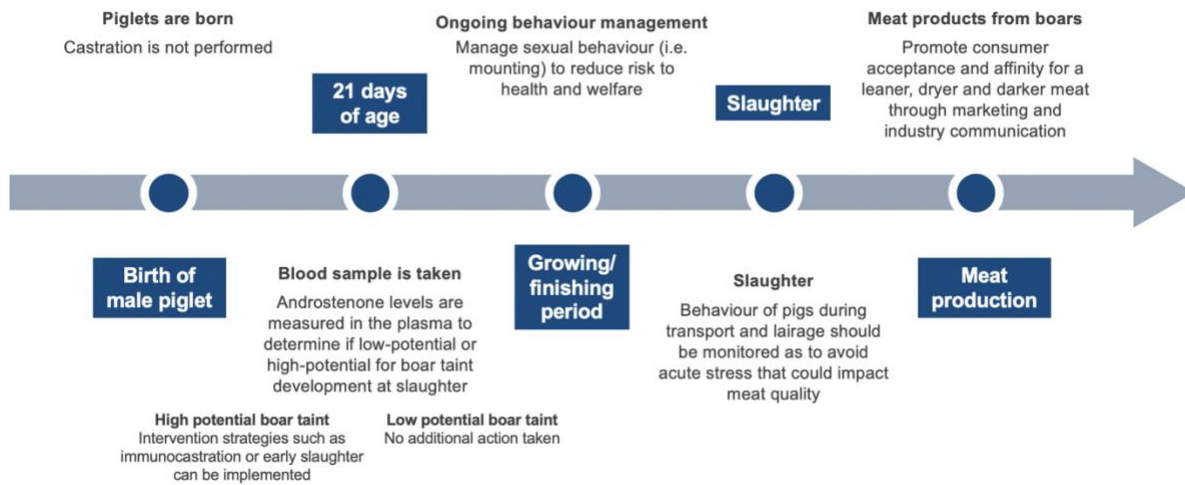 Piglets are born
Castration is not performed
Birth of
male piglet
21 days
of age
Blood sample is taken
Androstenone levels are
measured in the plasma to
determine if low-potential or
high-potential for boar taint
development at slaughter
High potential boar taint
Intervention strategies such as
immunocastration or early slaughter
can be implemented
Low potential boar taint
No additional action taken
Ongoing behaviour management
Manage sexual behaviour (i.e.
mounting) to reduce risk to
health and welfare
Growing/
finishing
period
Slaughter
Slaughter
Behaviour of pigs during
transport and lairage should
be monitored as to avoid
acute stress that could impact
meat quality
Meat products from boars
Promote consumer
acceptance and affinity for a
leaner, dryer and darker meat
through marketing and
industry communication
Meat
production